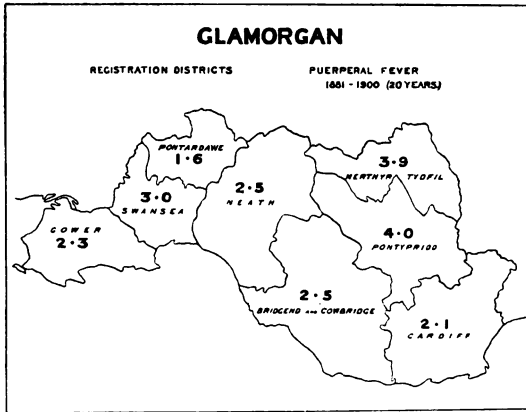 GLAMORGAN
REGISTRATION DISTRICTS
PUERPERAL FEVER
1881 - 1900 (20 YEARS)
PONTARDAWE
1·6
3·9
MERTHYR TYDFIL
3·0
SWANSEA
2·5
NEATH
GOWER
2·3
4·0
PONTYPRIDD
2·5
BRIDGEND AND COWBRIDGE
2·1
CARDIFF